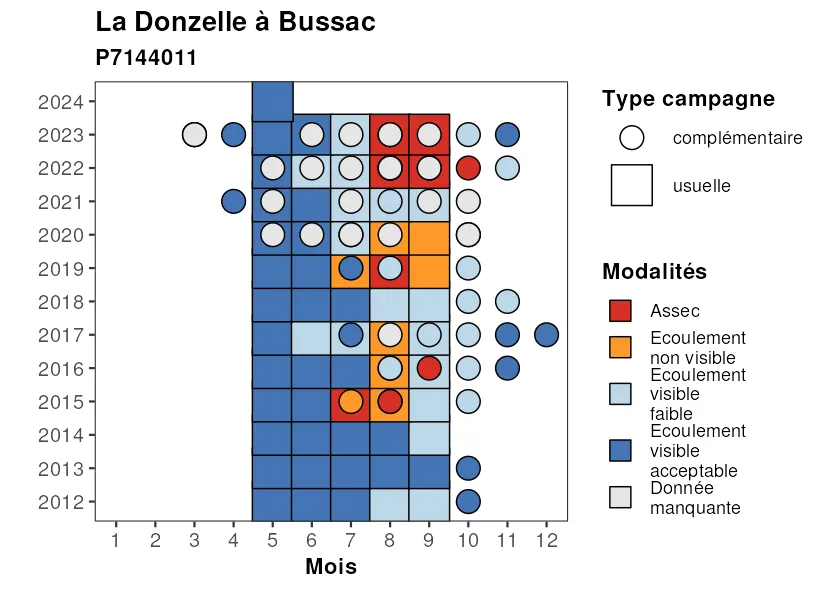 La Donzelle à Bussac
P7144011
2024
2023
2022
2021
2020
2019
2018
2017
2016
2015
2014
2013
2012
1 2 3 4 5 6 7 8 9 10 11 12
Mois
Type campagne
complémentaire
usuelle
Modalités
Assec
Ecoulement
non visible
Ecoulement
visible
faible
Ecoulement
visible
acceptable
Donnée
manquante